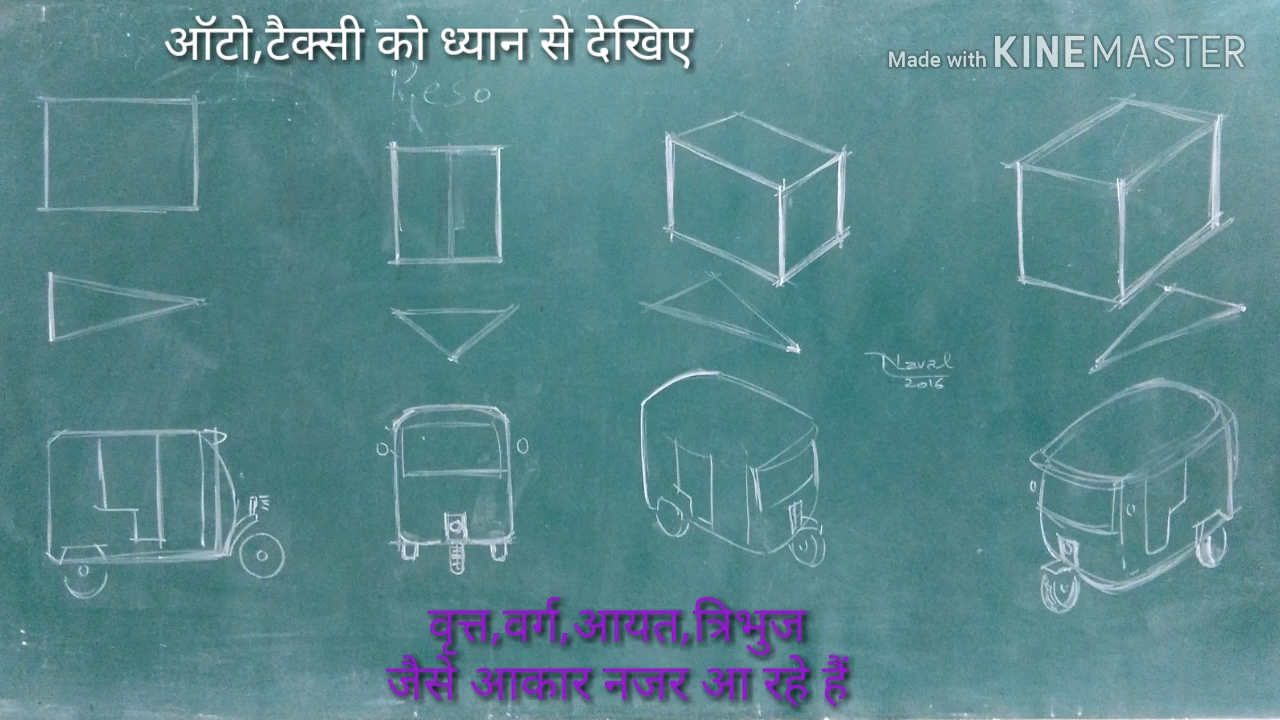 ऑटो,टैक्सी को ध्यान से देखिए
Made with KINEMASTER
Naval
2016
वृत्त,वर्ग,आयत,त्रिभुज
जैसे आकार नजर आ रहे हैं